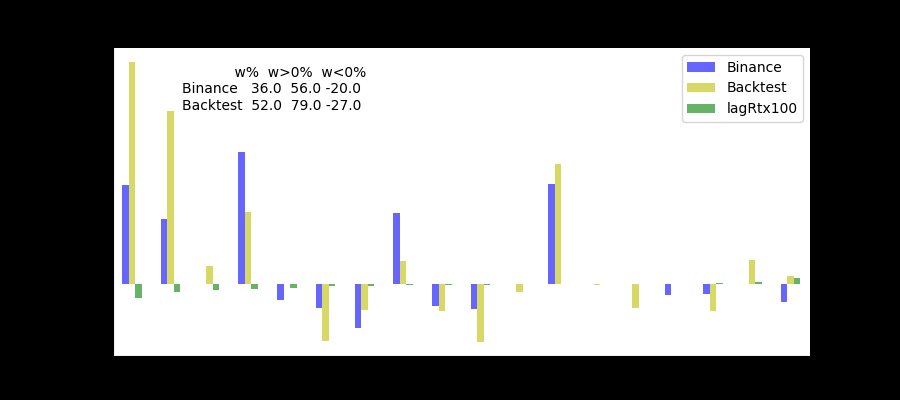 w% w>0% w<0%
Binance 36.0 56.0 -20.0
Backtest 52.0 79.0 -27.0
Binance
Backtest
lagRtx100